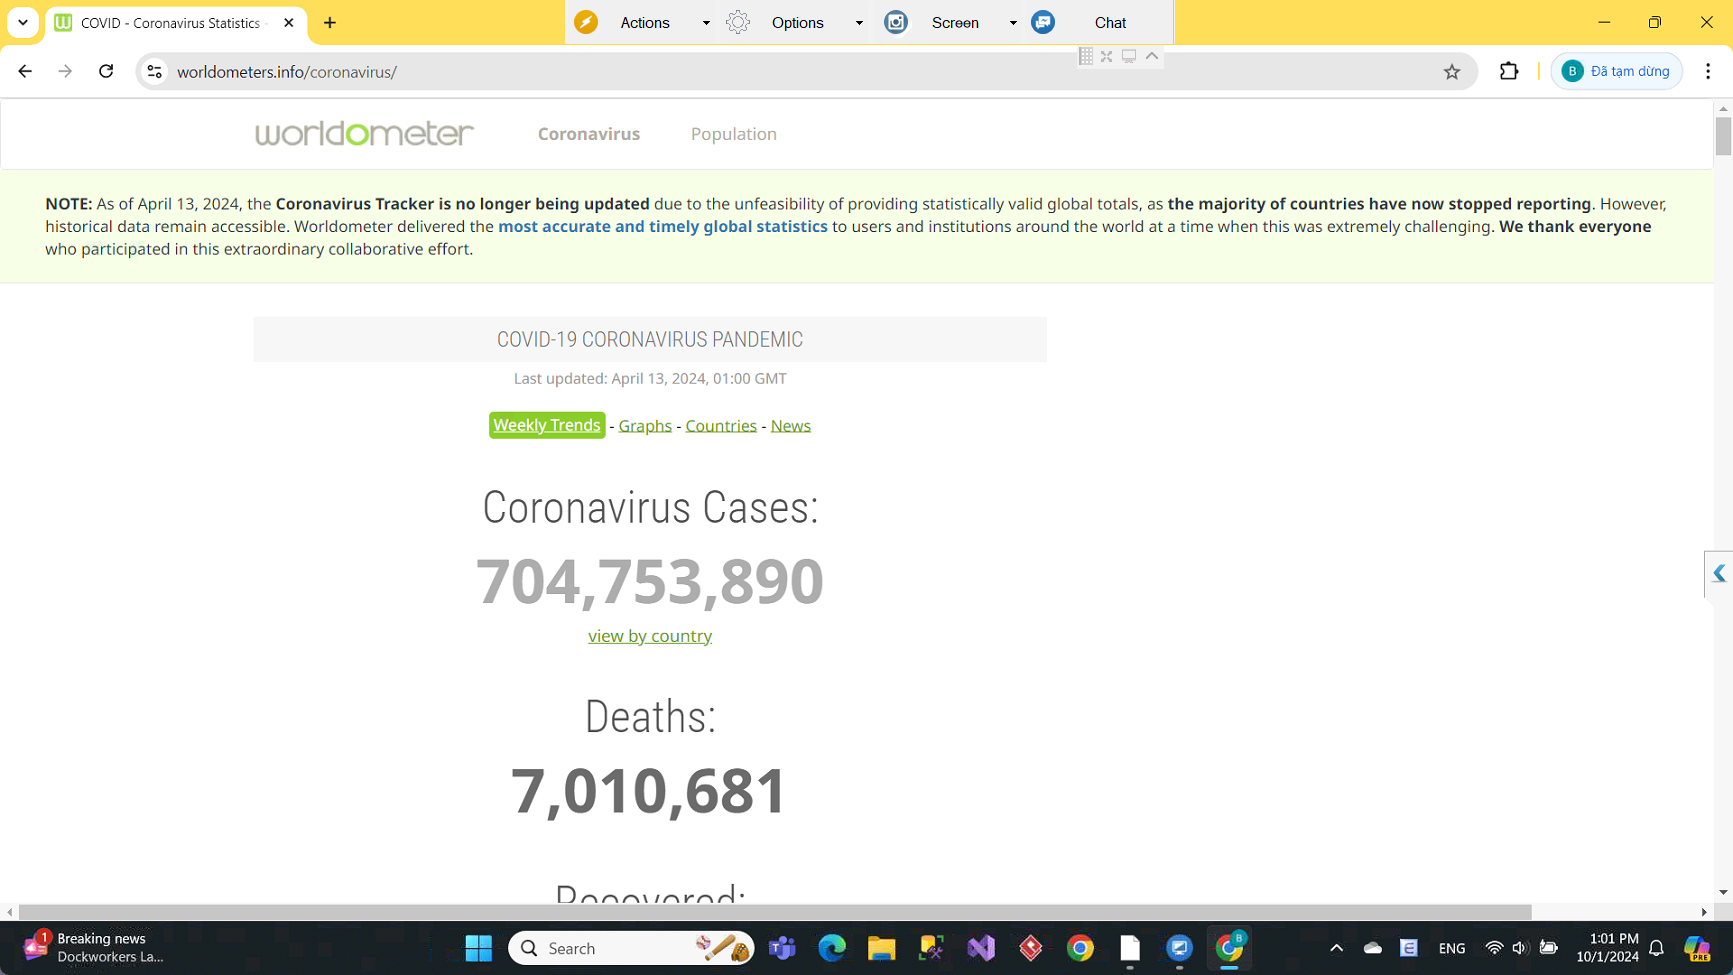 COVID - Coronavirus Statistics
Actions
Options
Screen
Chat
worldometers.info/coronavirus/
B
Đã tạm dừng
worldometer
Coronavirus
Population
NOTE: As of April 13, 2024, the Coronavirus Tracker is no longer being updated due to the unfeasibility of providing statistically valid global totals, as the majority of countries have now stopped reporting. However,
historical data remain accessible. Worldometer delivered the most accurate and timely global statistics to users and institutions around the world at a time when this was extremely challenging. We thank everyone
who participated in this extraordinary collaborative effort.
COVID-19 CORONAVIRUS PANDEMIC
Last updated: April 13, 2024, 01:00 GMT
Weekly Trends - Graphs - Countries - News
Coronavirus Cases:
704,753,890
view by country
Deaths:
7,010,681
Recovered:
1
Breaking news
Dockworkers La...
Search
B
ENG
1:01 PM
10/1/2024
PRE